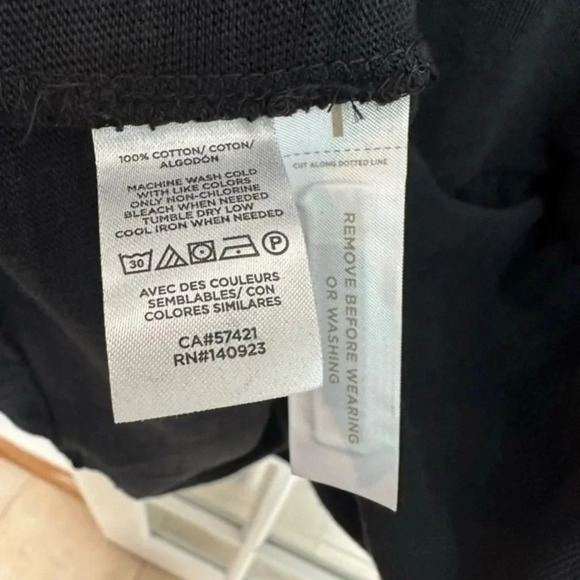 100% COTTON/ COTON/
ALGODÓN
MACHINE WASH COLD
WITH LIKE COLORS
ONLY NON-CHLORINE
BLEACH WHEN NEEDED
TUMBLE DRY LOW
COOL IRON WHEN NEEDED
30 P
AVEC DES COULEURS
SEMBLABLES/ CON
COLORES SIMILARES
CA#57421
RN#140923
CUT ALONG DOTTED LINE
REMOVE BEFORE WEARING
OR WASHING